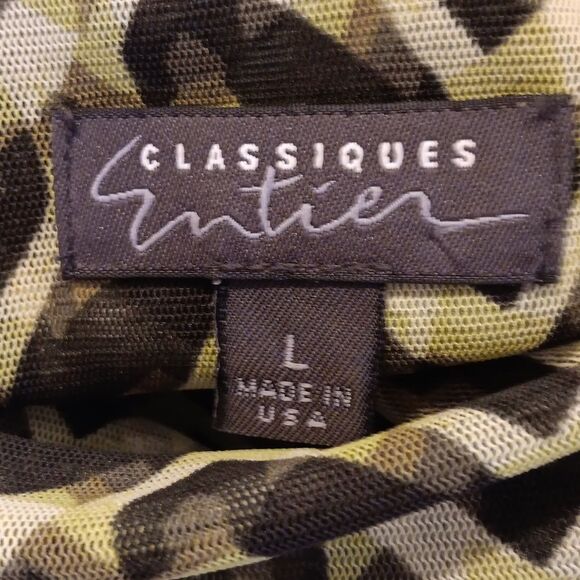 CLASSIQUES
Entier
L
MADE IN
USA